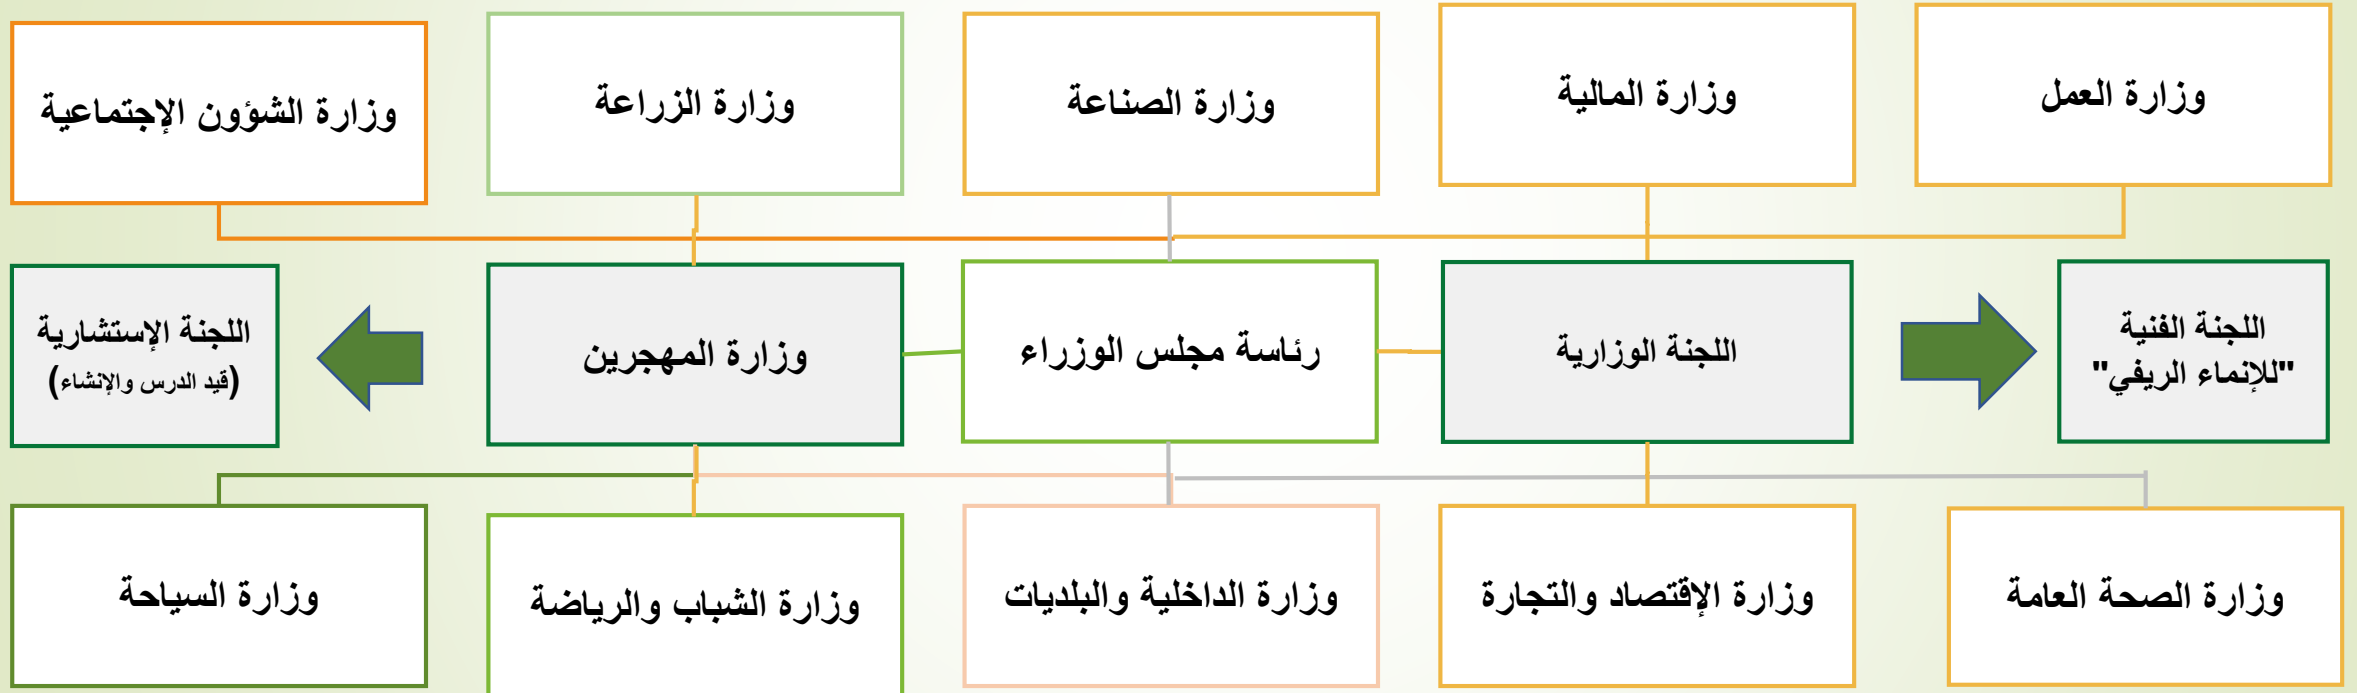 وزارة العمل
وزارة المالية
وزارة الصناعة
وزارة الزراعة
وزارة الشؤون الإجتماعية
اللجنة الفنية
"للإنماء الريفي"
اللجنة الوزارية
رئاسة مجلس الوزراء
وزارة المهجرين
اللجنة الإستشارية
(قيد الدرس والإنشاء)
وزارة الصحة العامة
وزارة الإقتصاد والتجارة
وزارة الداخلية والبلديات
وزارة الشباب والرياضة
وزارة السياحة